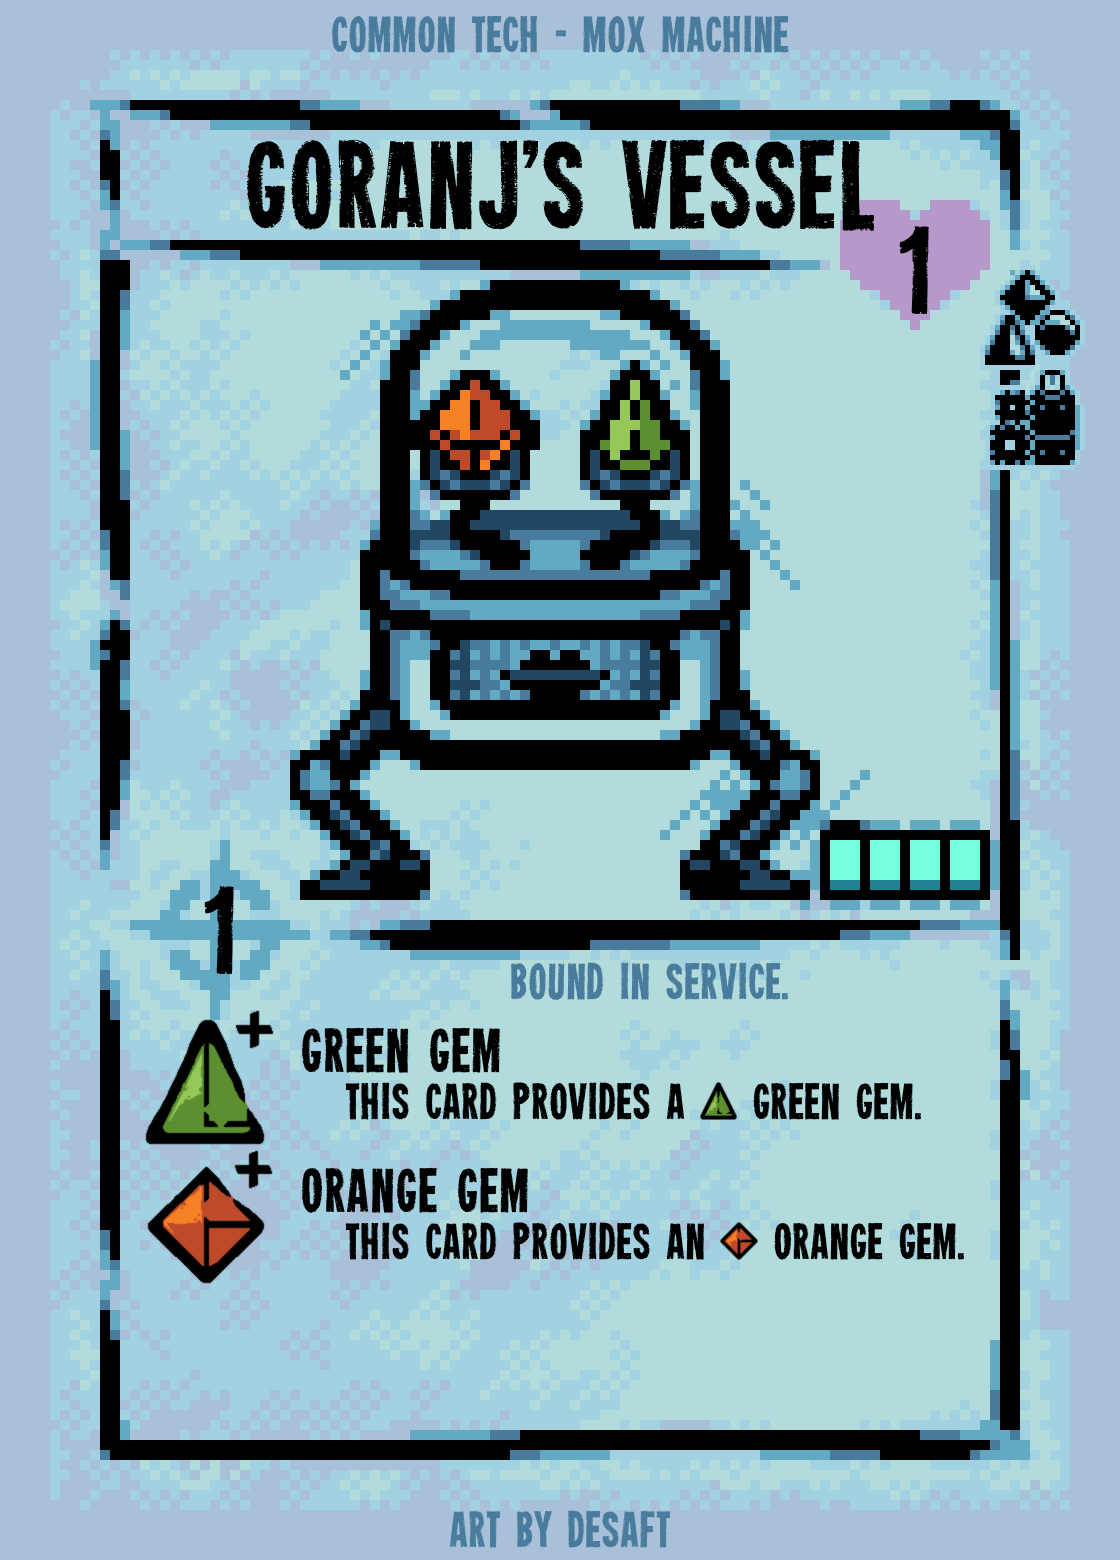 COMMON TECH - MOX MACHINE
GORANJ'S VESSEL
1
1
BOUND IN SERVICE.
GREEN GEM
THIS CARD PROVIDES A GREEN GEM.
ORANGE GEM
THIS CARD PROVIDES AN ORANGE GEM.
ART BY DESAFT